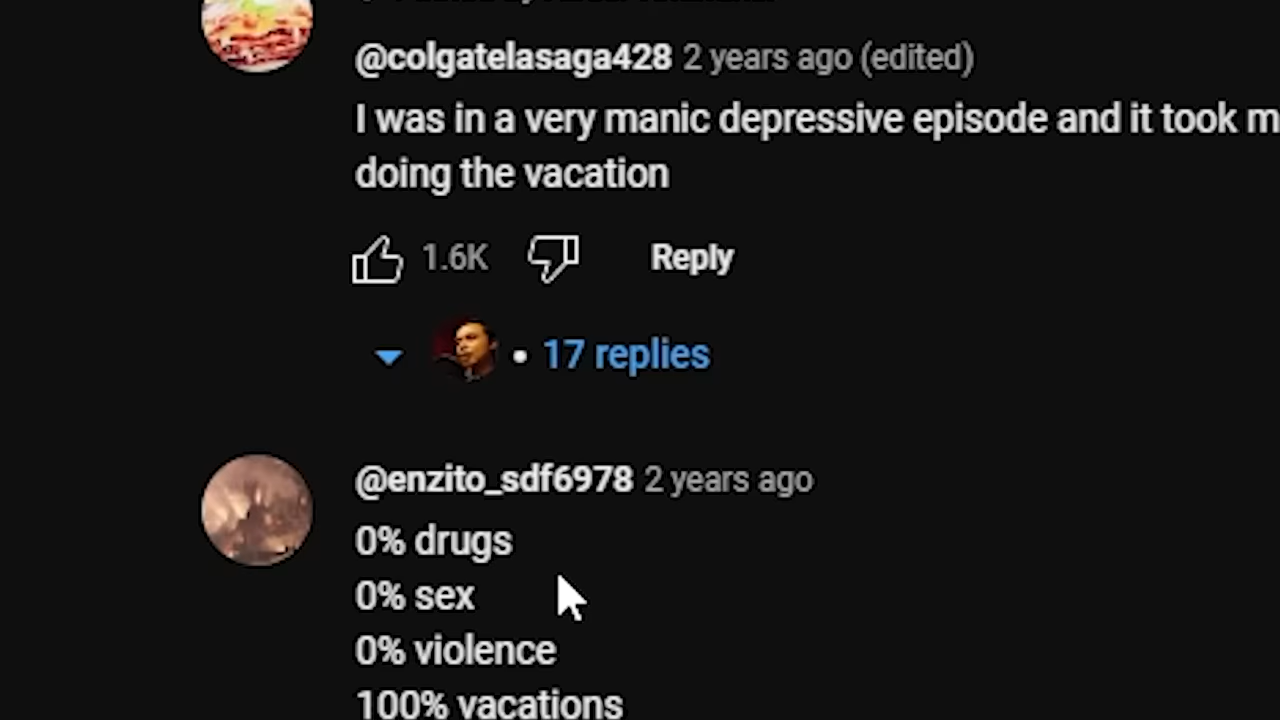 @colgatelasaga428 2 years ago (edited)
I was in a very manic depressive episode and it took
doing the vacation
1.6K Reply
17 replies
@enzito_sdf6978 2 years ago
0% drugs
0% sex
0% violence
100% vacations